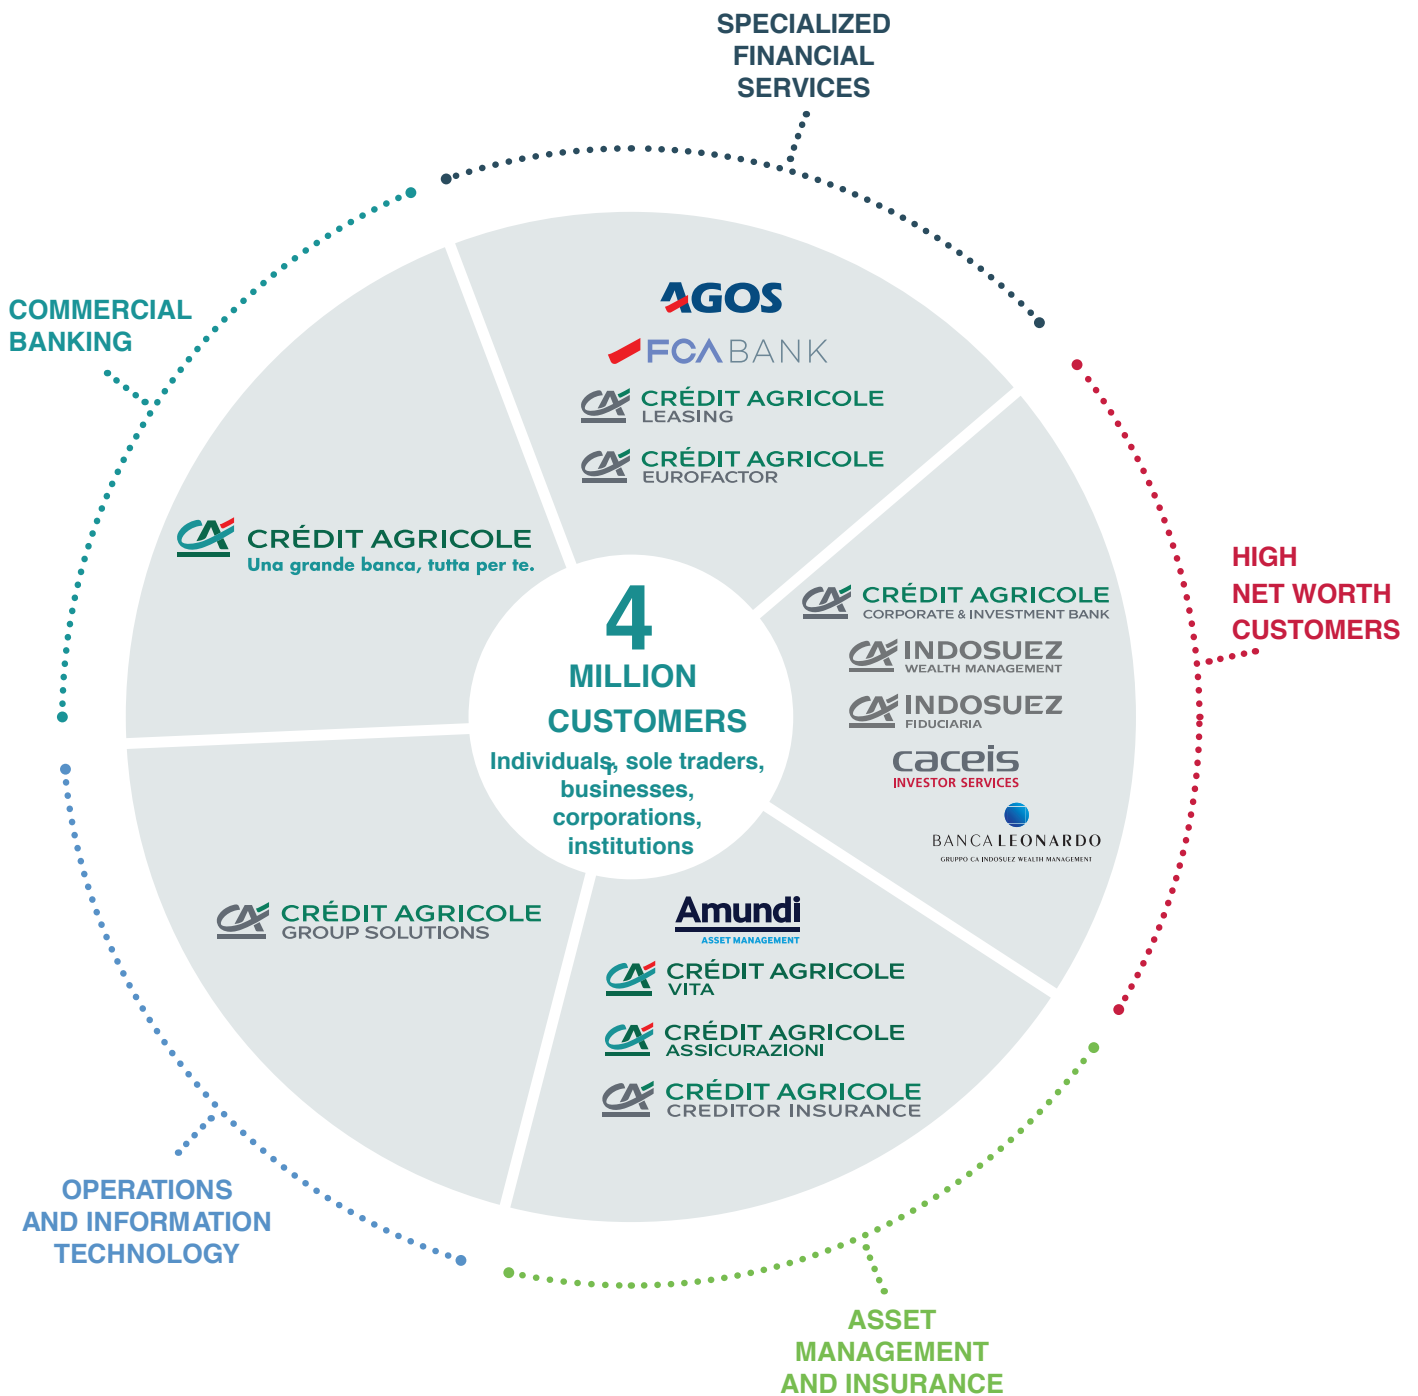 SPECIALIZED
FINANCIAL
SERVICES
COMMERCIAL
BANKING
AGOS
FCA BANK
CRÉDIT AGRICOLE
LEASING
CRÉDIT AGRICOLE
EUROFACTOR
CRÉDIT AGRICOLE
Una grande banca, tutta per te.
HIGH
NET WORTH
CUSTOMERS
CRÉDIT AGRICOLE
CORPORATE & INVESTMENT BANK
INDOSUEZ
WEALTH MANAGEMENT
INDOSUEZ
FIDUCIARIA
caceis
INVESTOR SERVICES
BANCA LEONARDO
GRUPPO CA INDOSUEZ WEALTH MANAGEMENT
4
MILLION
CUSTOMERS
Individuals, sole traders,
businesses,
corporations,
institutions
CRÉDIT AGRICOLE
GROUP SOLUTIONS
Amundi
ASSET MANAGEMENT
CRÉDIT AGRICOLE
VITA
CRÉDIT AGRICOLE
ASSICURAZIONI
CRÉDIT AGRICOLE
CREDITOR INSURANCE
OPERATIONS
AND INFORMATION
TECHNOLOGY
ASSET
MANAGEMENT
AND INSURANCE